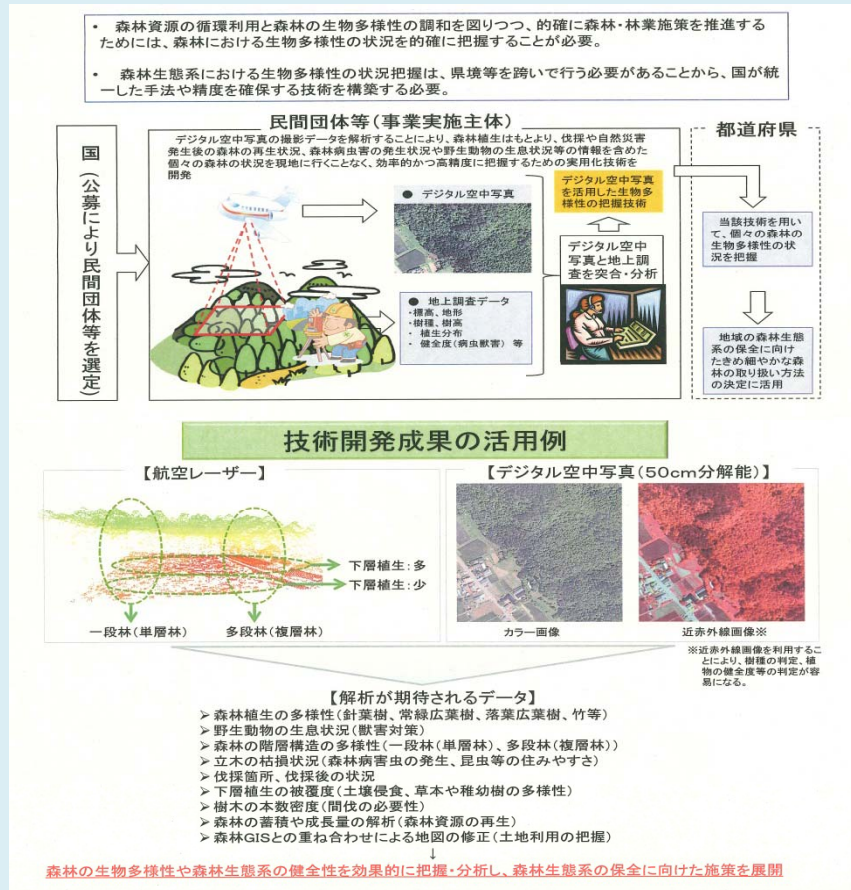 ・ 森林資源の循環利用と森林の生物多様性の調和を図りつつ、的確に森林・林業施策を推進する
ためには、森林における生物多様性の状況を的確に把握することが必要。
・ 森林生態系における生物多様性の状況把握は、県境等を跨いで行う必要があることから、国が統
一した手法や精度を確保する技術を構築する必要。
国（公募により民間団体等を選定）
民間団体等（事業実施主体）
デジタル空中写真の撮影データを解析することにより、森林植生はもとより、伐採や自然災害
発生後の森林の再生状況、森林病虫害の発生状況や野生動物の生息状況等の情報を含めた
個々の森林の状況を現地に行くことなく、効率的かつ高精度に把握するための実用化技術を
開発
● デジタル空中写真
● 地上調査データ
・標高、地形
・樹種、樹高
・ 植生分布
・ 健全度（病虫獣害） 等
デジタル空中写真
を活用した生物多
様性の把握技術
デジタル空中
写真と地上調
査を突合・分析
都道府県
当該技術を用い
て、個々の森林の
生物多様性の状
況を把握
地域の森林生態
系の保全に向け
たきめ細やかな森
林の取り扱い方法
の決定に活用
技術開発成果の活用例
【航空レーザー】
下層植生：多
下層植生：少
一段林（単層林）
多段林（複層林）
【デジタル空中写真（50cm分解能）】
カラー画像
近赤外線画像※
※近赤外線画像を利用するこ
とにより、樹種の判定、植
物の健全度等の判定が容
易になる。
【解析が期待されるデータ】
➢ 森林植生の多様性（針葉樹、常緑広葉樹、落葉広葉樹、竹等）
➢ 野生動物の生息状況（獣害対策）
➢ 森林の階層構造の多様性（一段林（単層林）、多段林（複層林））
➢ 立木の枯損状況（森林病害虫の発生、昆虫等の住みやすさ）
➢ 伐採箇所、伐採後の状況
➢ 下層植生の被覆度（土壌侵食、草本や稚幼樹の多様性）
➢ 樹木の本数密度（間伐の必要性）
➢ 森林の蓄積や成長量の解析（森林資源の再生）
➢ 森林GISとの重ね合わせによる地図の修正（土地利用の把握）
↓
森林の生物多様性や森林生態系の健全性を効果的に把握・分析し、森林生態系の保全に向けた施策を展開